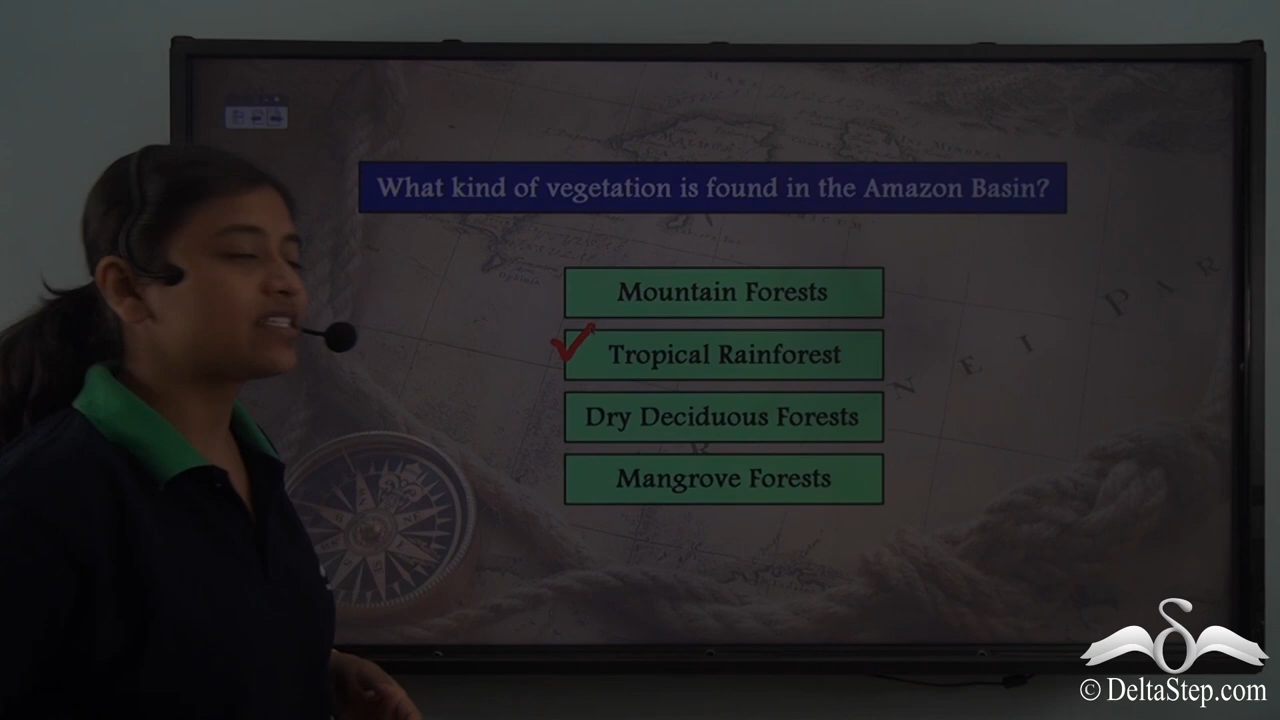 What kind of vegetation is found in the Amazon Basin?
Mountain Forests
Tropical Rainforest
Dry Deciduous Forests
Mangrove Forests
© DeltaStep.com